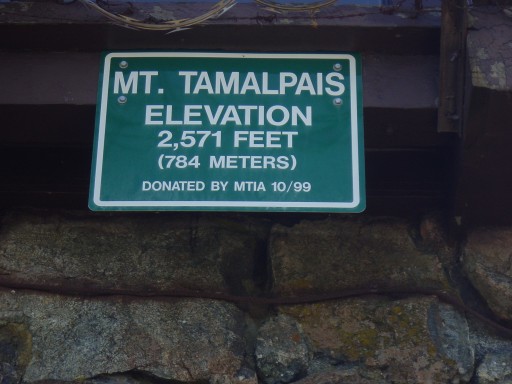 MT. TAMALPAIS
ELEVATION
2,571 FEET
(784 METERS)
DONATED BY MTIA 10/99